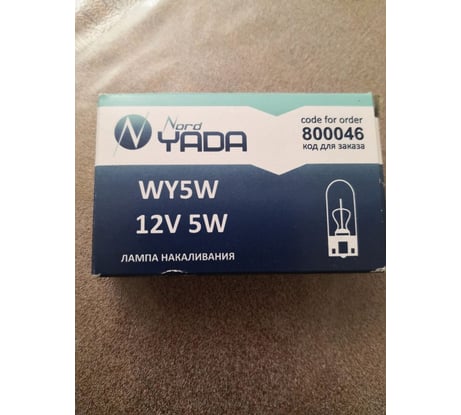 Nord
YADA
code for order
800046
код для заказа
WY5W
12V 5W
ЛАМПА НАКАЛИВАНИЯ